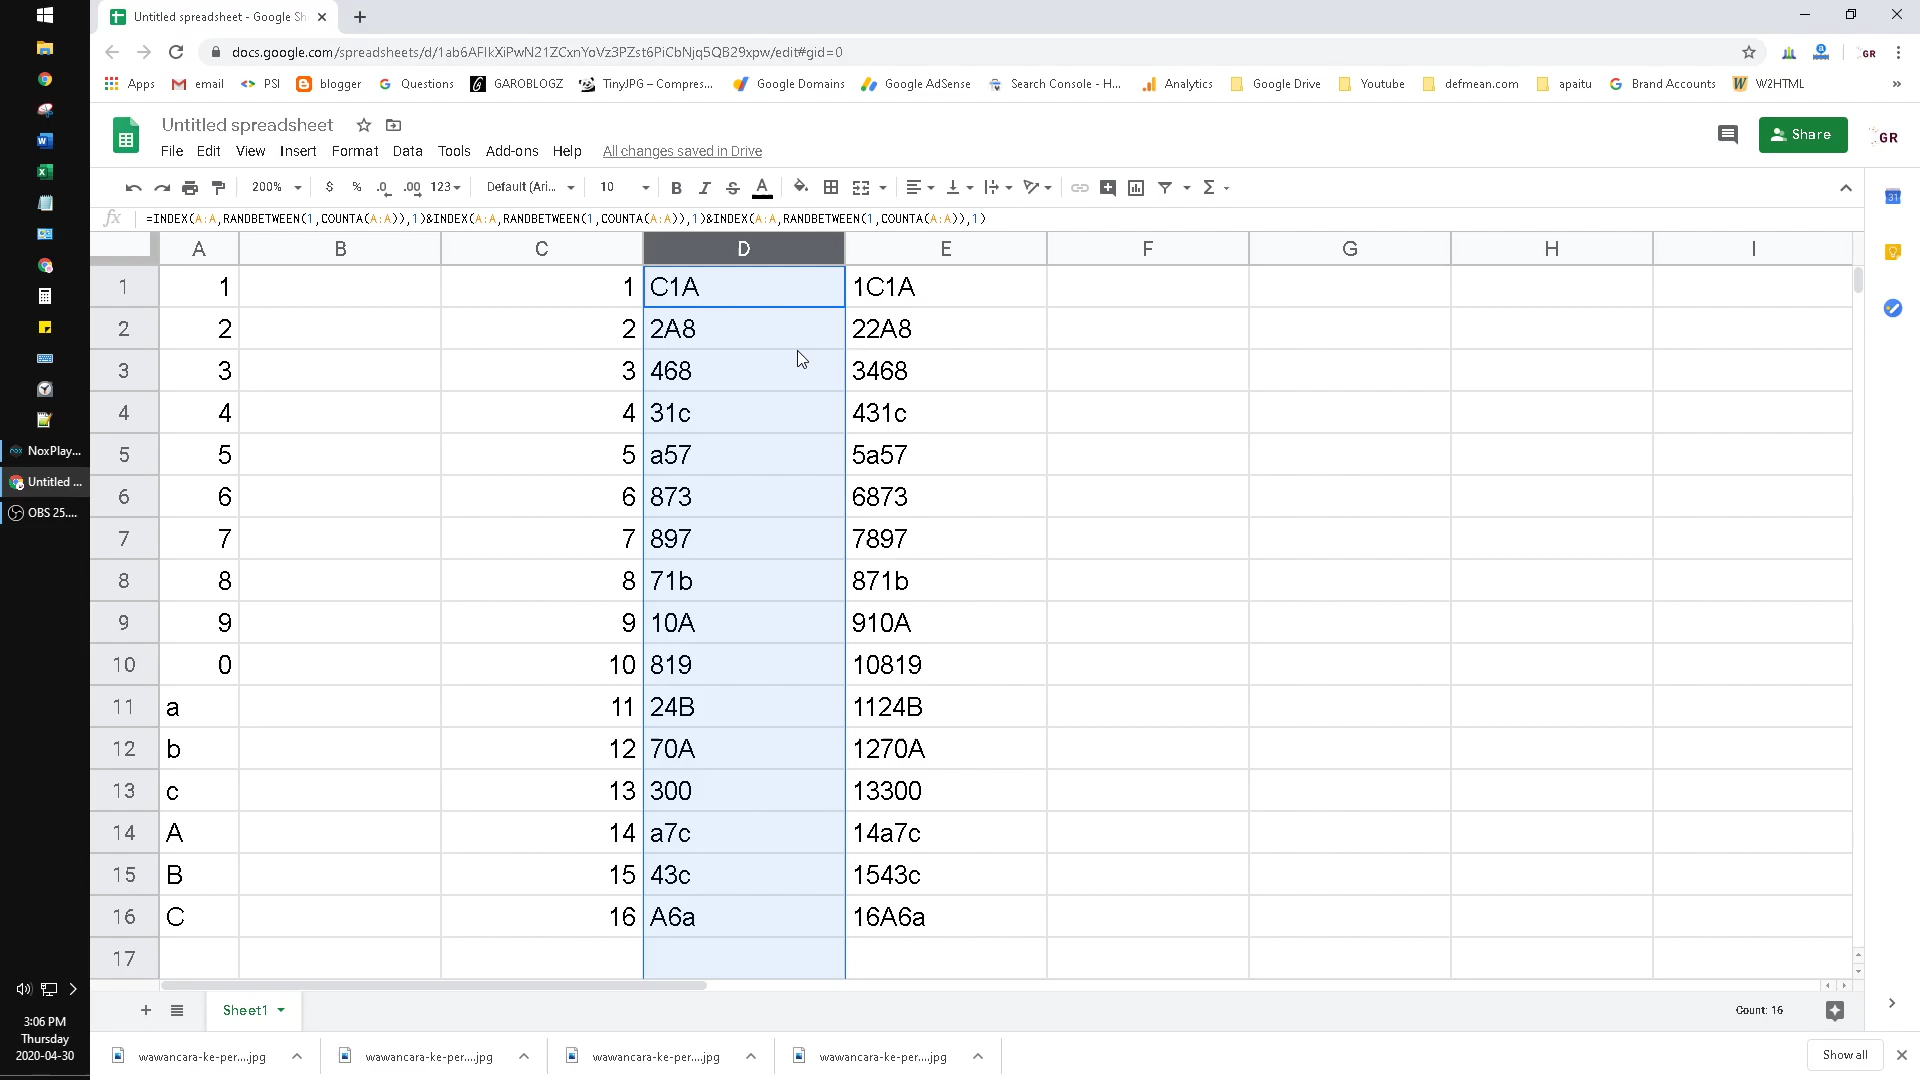 Untitled spreadsheet - Google Sh
docs.google.com/spreadsheets/d/1ab6AFIkXiPwN21ZCxnYoVz3PZst6PiCbNjq5QB29xpw/edit#gid=0
GR
Apps email PSI blogger Questions GAROBLOGZ TinyJPG – Compres... Google Domains Google AdSense Search Console - H... Analytics Google Drive Youtube defmean.com apaitu Brand Accounts W2HTML »
Untitled spreadsheet
Share
GR
File Edit View Insert Format Data Tools Add-ons Help All changes saved in Drive
200% $ % .0 .00 123 Default (Ari... 10 B I S A Σ
fx =INDEX(A:A,RANDBETWEEN(1,COUNTA(A:A)),1)&INDEX(A:A,RANDBETWEEN(1,COUNTA(A:A)),1)&INDEX(A:A,RANDBETWEEN(1,COUNTA(A:A)),1)
A B C D E F G H I
1 1 1 C1A 1C1A
2 2 2 2A8 22A8
3 3 3 468 3468
4 4 4 31c 431c
5 5 5 a57 5a57
6 6 6 873 6873
7 7 7 897 7897
8 8 8 71b 871b
9 9 9 10A 910A
10 0 10 819 10819
11 a 11 24B 1124B
12 b 12 70A 1270A
13 c 13 300 13300
14 A 14 a7c 14a7c
15 B 15 43c 1543c
16 C 16 A6a 16A6a
17
Sheet1
Count: 16
wawancara-ke-per....jpg wawancara-ke-per....jpg wawancara-ke-per....jpg wawancara-ke-per....jpg Show all
NoxPlay...
Untitled ...
OBS 25....
3:06 PM
Thursday
2020-04-30
31